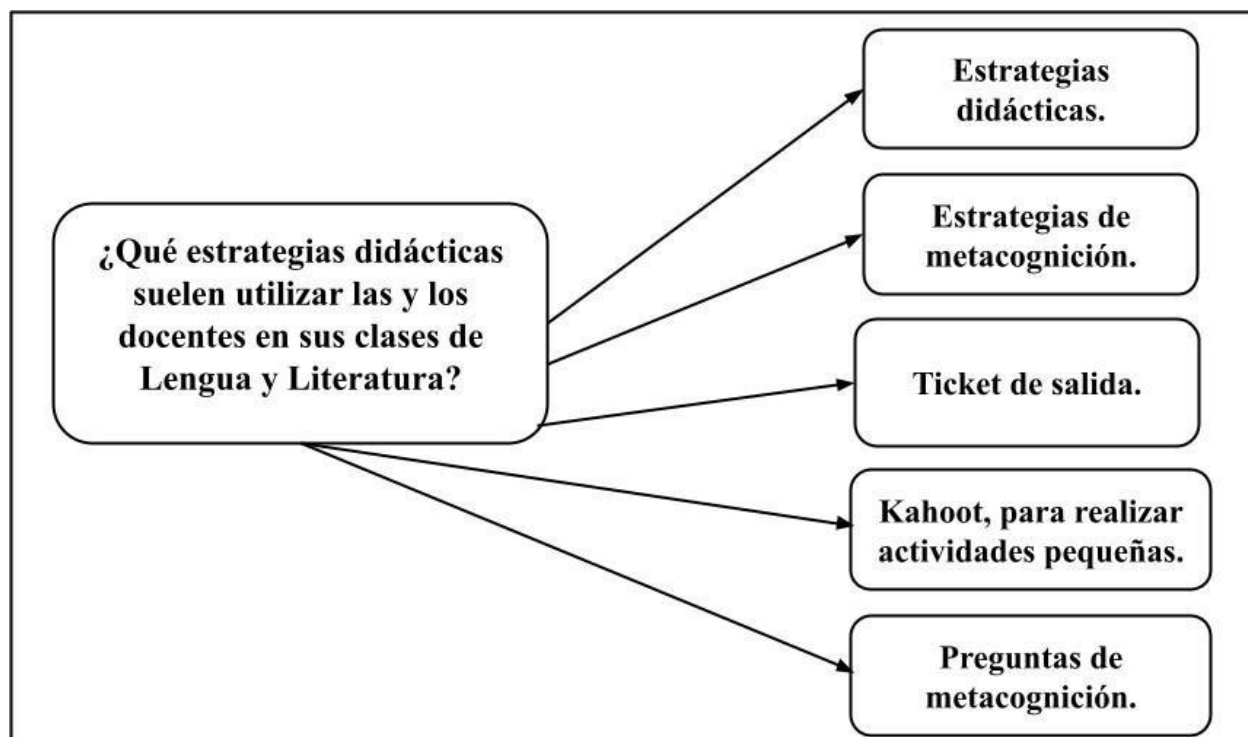 ¿Qué estrategias didácticas
suelen utilizar las y los
docentes en sus clases de
Lengua y Literatura?
Estrategias
didácticas.
Estrategias de
metacognición.
Ticket de salida.
Kahoot, para realizar
actividades pequeñas.
Preguntas de
metacognición.